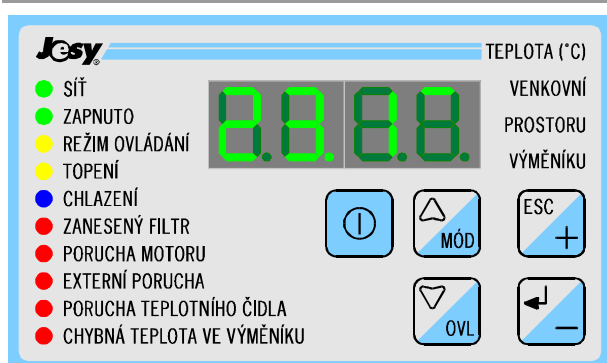 Jesy®
TEPLOTA (°C)
SÍŤ
ZAPNUTO
REŽIM OVLÁDÁNÍ
TOPENÍ
CHLAZENÍ
ZANESENÝ FILTR
PORUCHA MOTORU
EXTERNÍ PORUCHA
PORUCHA TEPLOTNÍHO ČIDLA
CHYBNÁ TEPLOTA VE VÝMĚNÍKU
2317
VENKOVNÍ
PROSTORU
VÝMĚNÍKU
MÓD
ESC
+
OVL
–